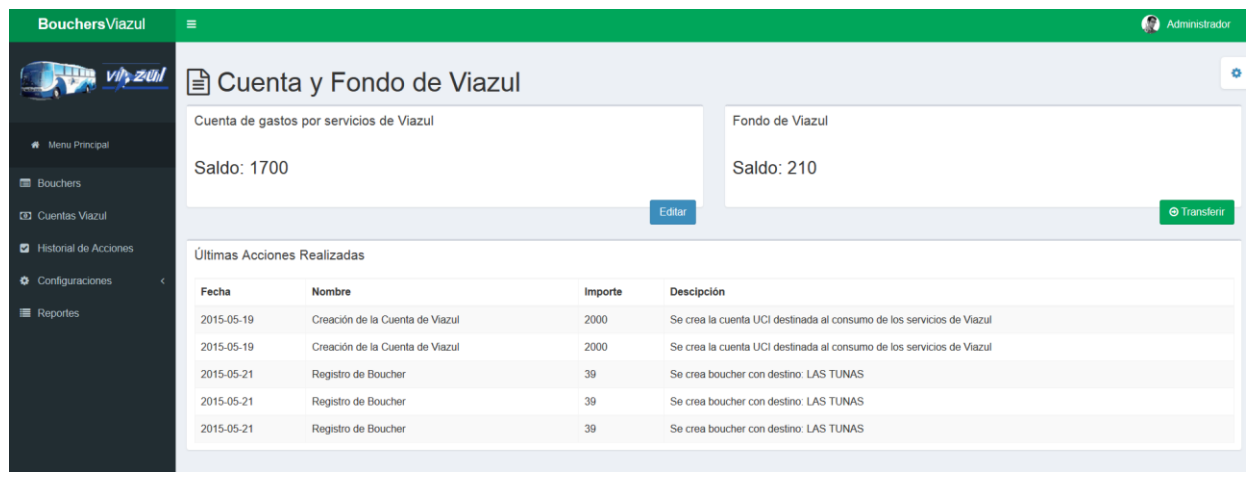 BouchersViazul
Administrador
viazul
Cuenta y Fondo de Viazul
Menu Principal
Bouchers
Cuentas Viazul
Historial de Acciones
Configuraciones
Reportes
Cuenta de gastos por servicios de Viazul
Saldo: 1700
Editar
Fondo de Viazul
Saldo: 210
Transferir
Últimas Acciones Realizadas
Fecha Nombre Importe Descipción
2015-05-19 Creación de la Cuenta de Viazul 2000 Se crea la cuenta UCI destinada al consumo de los servicios de Viazul
2015-05-19 Creación de la Cuenta de Viazul 2000 Se crea la cuenta UCI destinada al consumo de los servicios de Viazul
2015-05-21 Registro de Boucher 39 Se crea boucher con destino: LAS TUNAS
2015-05-21 Registro de Boucher 39 Se crea boucher con destino: LAS TUNAS
2015-05-21 Registro de Boucher 39 Se crea boucher con destino: LAS TUNAS